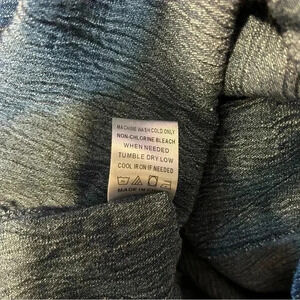 MACHINE WASH COLD ONLY
NON-CHLORINE BLEACH
WHEN NEEDED
TUMBLE DRY LOW
COOL IRON IF NEEDED
MADE IN